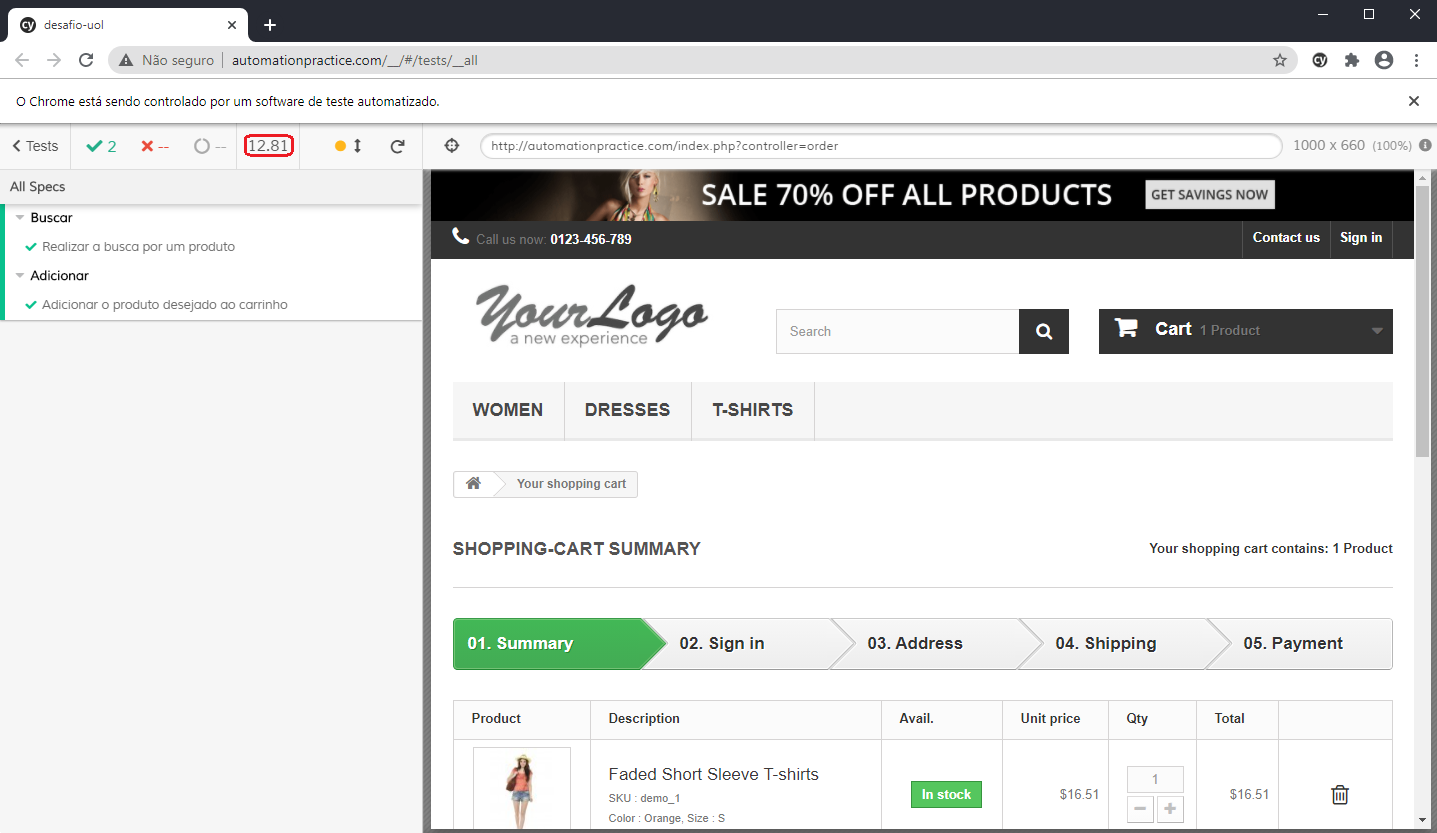 cy desafio-uol
Não seguro automationpractice.com/__/#/tests/__all cy
O Chrome está sendo controlado por um software de teste automatizado.
Tests 2 -- -- 12.81 http://automationpractice.com/index.php?controller=order 1000 x 660 (100%)
All Specs
Buscar
Realizar a busca por um produto
Adicionar
Adicionar o produto desejado ao carrinho
SALE 70% OFF ALL PRODUCTS GET SAVINGS NOW
Call us now: 0123-456-789 Contact us Sign in
YourLogo
a new experience
Search Cart 1 Product
WOMEN DRESSES T-SHIRTS
Your shopping cart
SHOPPING-CART SUMMARY Your shopping cart contains: 1 Product
01. Summary 02. Sign in 03. Address 04. Shipping 05. Payment
Product Description Avail. Unit price Qty Total
Faded Short Sleeve T-shirts
SKU : demo_1
Color : Orange, Size : S
In stock $16.51 1 $16.51